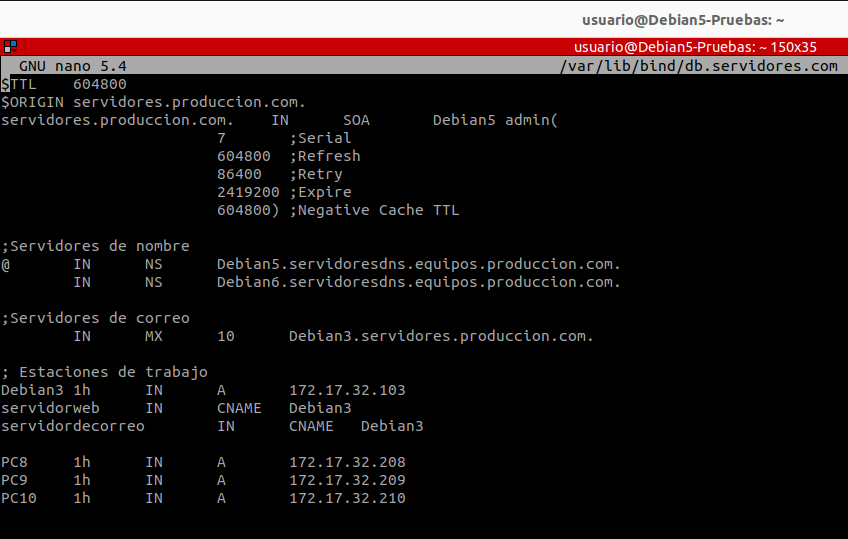 usuario@Debian5-Pruebas: ~
usuario@Debian5-Pruebas: ~ 150x35
GNU nano 5.4 /var/lib/bind/db.servidores.com
$TTL 604800
$ORIGIN servidores.produccion.com.
servidores.produccion.com. IN SOA Debian5 admin(
7 ;Serial
604800 ;Refresh
86400 ;Retry
2419200 ;Expire
604800) ;Negative Cache TTL
;Servidores de nombre
@ IN NS Debian5.servidoresdns.equipos.produccion.com.
IN NS Debian6.servidoresdns.equipos.produccion.com.
;Servidores de correo
IN MX 10 Debian3.servidores.produccion.com.
; Estaciones de trabajo
Debian3 1h IN A 172.17.32.103
servidorweb IN CNAME Debian3
servidordecorreo IN CNAME Debian3
PC8 1h IN A 172.17.32.208
PC9 1h IN A 172.17.32.209
PC10 1h IN A 172.17.32.210